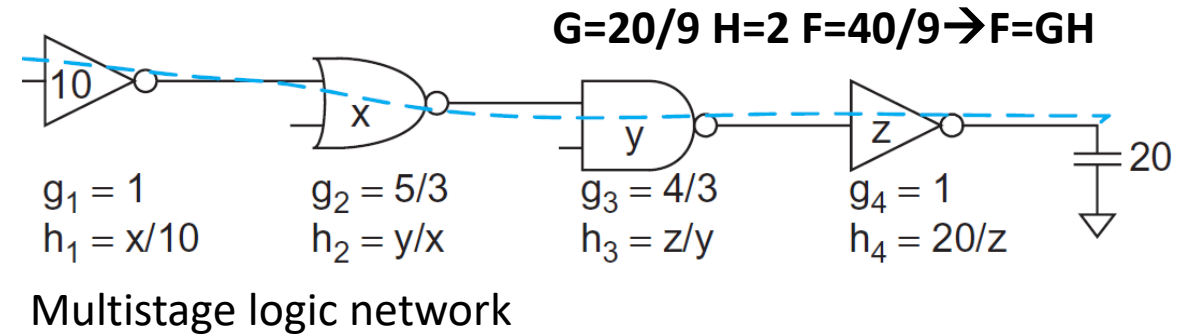 G=20/9 H=2 F=40/9→F=GH
10
x
y
z
20
g₁ = 1
g₂ = 5/3
g₃ = 4/3
g₄ = 1
h₁ = x/10
h₂ = y/x
h₃ = z/y
h₄ = 20/z
Multistage logic network